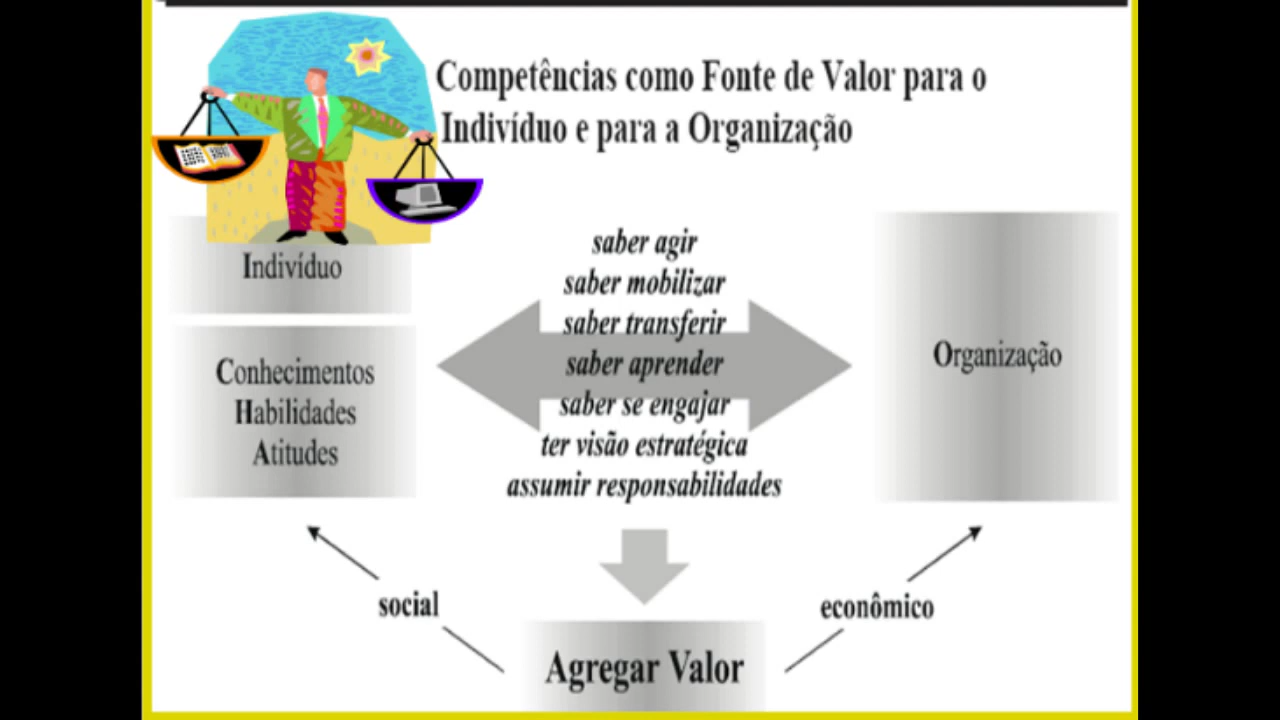 Competências como Fonte de Valor para o
Indivíduo e para a Organização
Indivíduo
Conhecimentos
Habilidades
Atitudes
saber agir
saber mobilizar
saber transferir
saber aprender
saber se engajar
ter visão estratégica
assumir responsabilidades
Organização
social
econômico
Agregar Valor